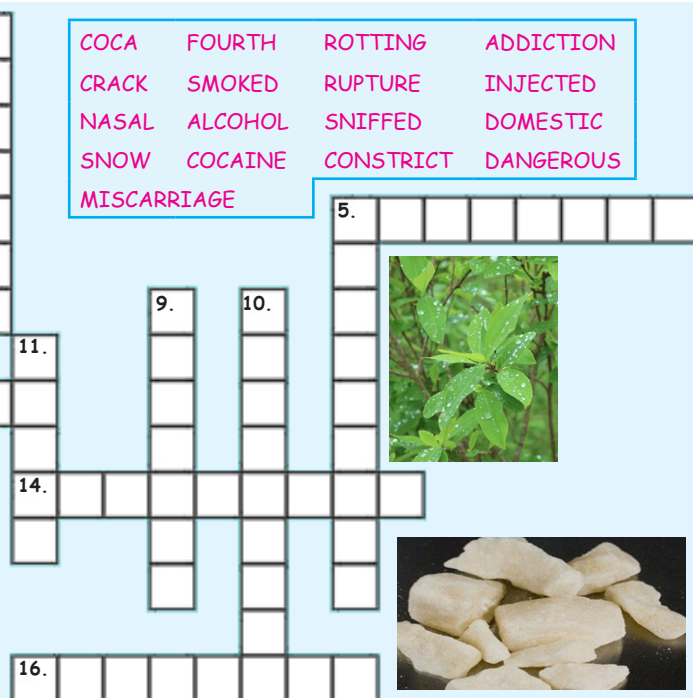 COCA FOURTH ROTTING ADDICTION
CRACK SMOKED RUPTURE INJECTED
NASAL ALCOHOL SNIFFED DOMESTIC
SNOW COCAINE CONSTRICT DANGEROUS
MISCARRIAGE
5.
9. 10.
11.
14.
16.